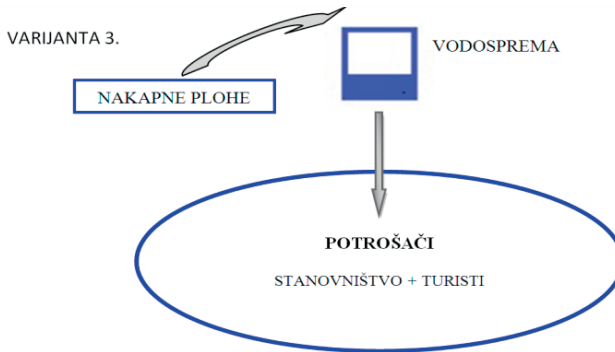 VARIJANTA 3.
VODOSPREMA
NAKAPNE PLOHE
POTROŠAČI
STANOVNIŠTVO + TURISTI